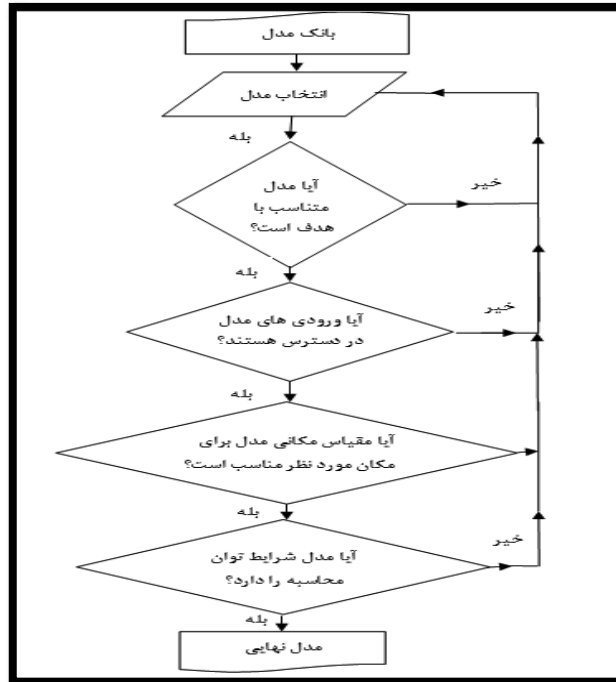 بانک مدل
انتخاب مدل
بله
آیا مدل
متناسب با
هدف است؟
خیر
بله
آیا ورودی های مدل
در دسترس هستند؟
خیر
بله
آیا مقیاس مکانی مدل برای
مکان مورد نظر مناسب است؟
بله
آیا مدل شرایط توان
محاسبه را دارد؟
خیر
بله
مدل نهایی